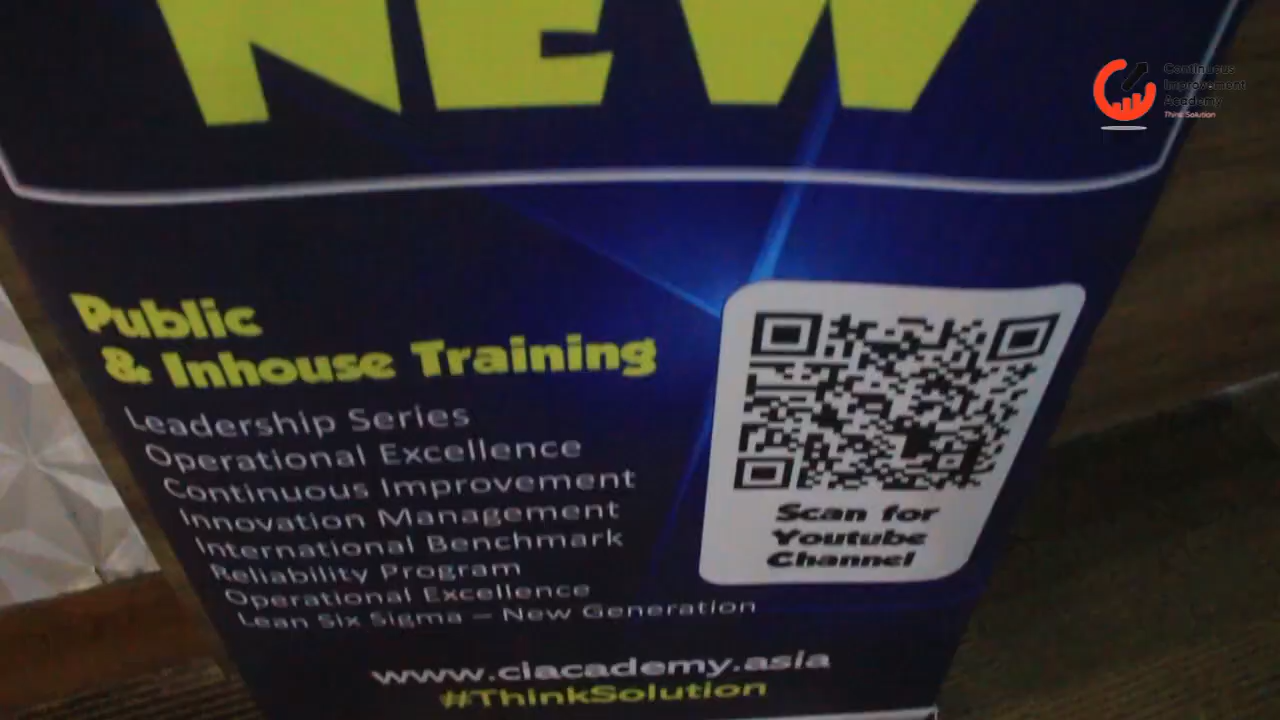 NEW
Continuous
Improvement
Academy
Think Solution
Public
& Inhouse Training
Leadership Series
Operational Excellence
Continuous Improvement
Innovation Management
International Benchmark
Reliability Program
Operational Excellence
Lean Six Sigma – New Generation
Scan for
Youtube
Channel
www.ciacademy.asia
#ThinkSolution